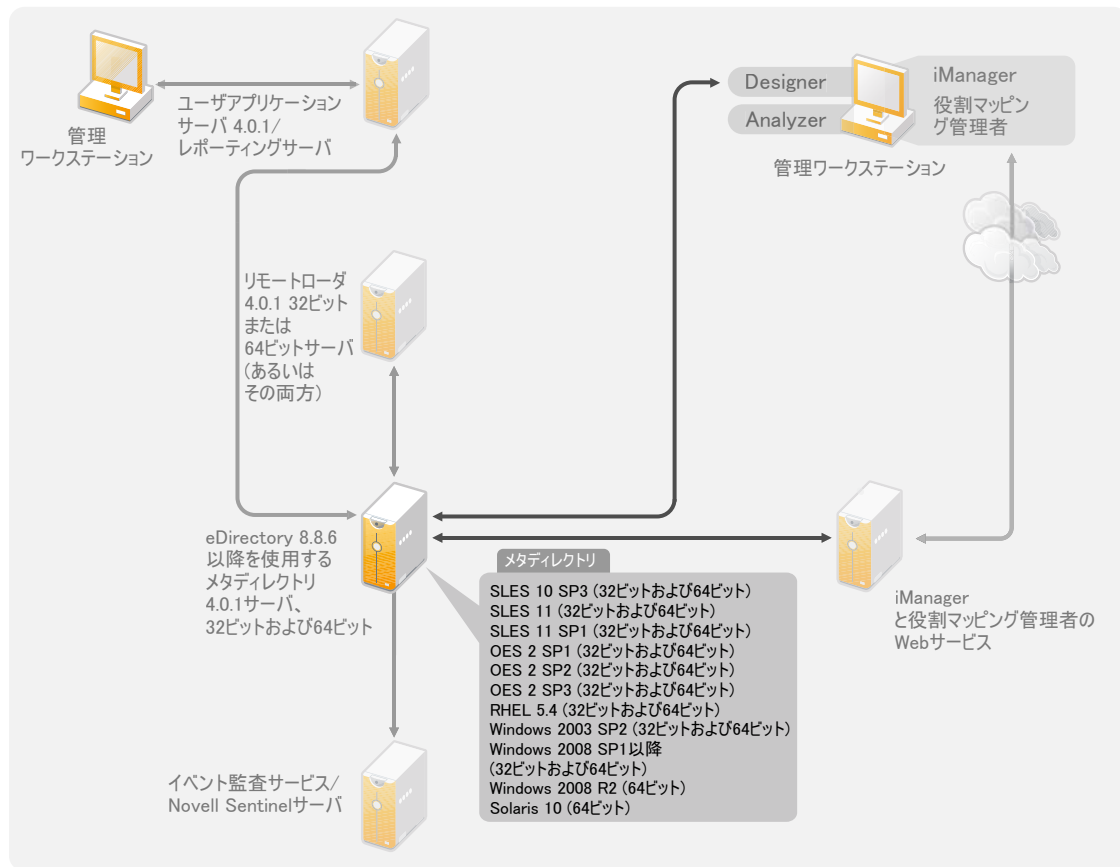 管理
ワークステーション
ユーザアプリケーション
サーバ 4.0.1/
レポーティングサーバ
Designer
Analyzer
iManager
役割マッピン
グ管理者
管理ワークステーション
リモートローダ
4.0.1 32ビット
または
64ビットサーバ
(あるいは
その両方)
eDirectory 8.8.6
以降を使用する
メタディレクトリ
4.0.1サーバ、
32ビットおよび64ビット
メタディレクトリ
SLES 10 SP3 (32ビットおよび64ビット)
SLES 11 (32ビットおよび64ビット)
SLES 11 SP1 (32ビットおよび64ビット)
OES 2 SP1 (32ビットおよび64ビット)
OES 2 SP2 (32ビットおよび64ビット)
OES 2 SP3 (32ビットおよび64ビット)
RHEL 5.4 (32ビットおよび64ビット)
Windows 2003 SP2 (32ビットおよび64ビット)
Windows 2008 SP1以降
(32ビットおよび64ビット)
Windows 2008 R2 (64ビット)
Solaris 10 (64ビット)
iManager
と役割マッピング管理者の
Webサービス
イベント監査サービス/
Novell Sentinelサーバ